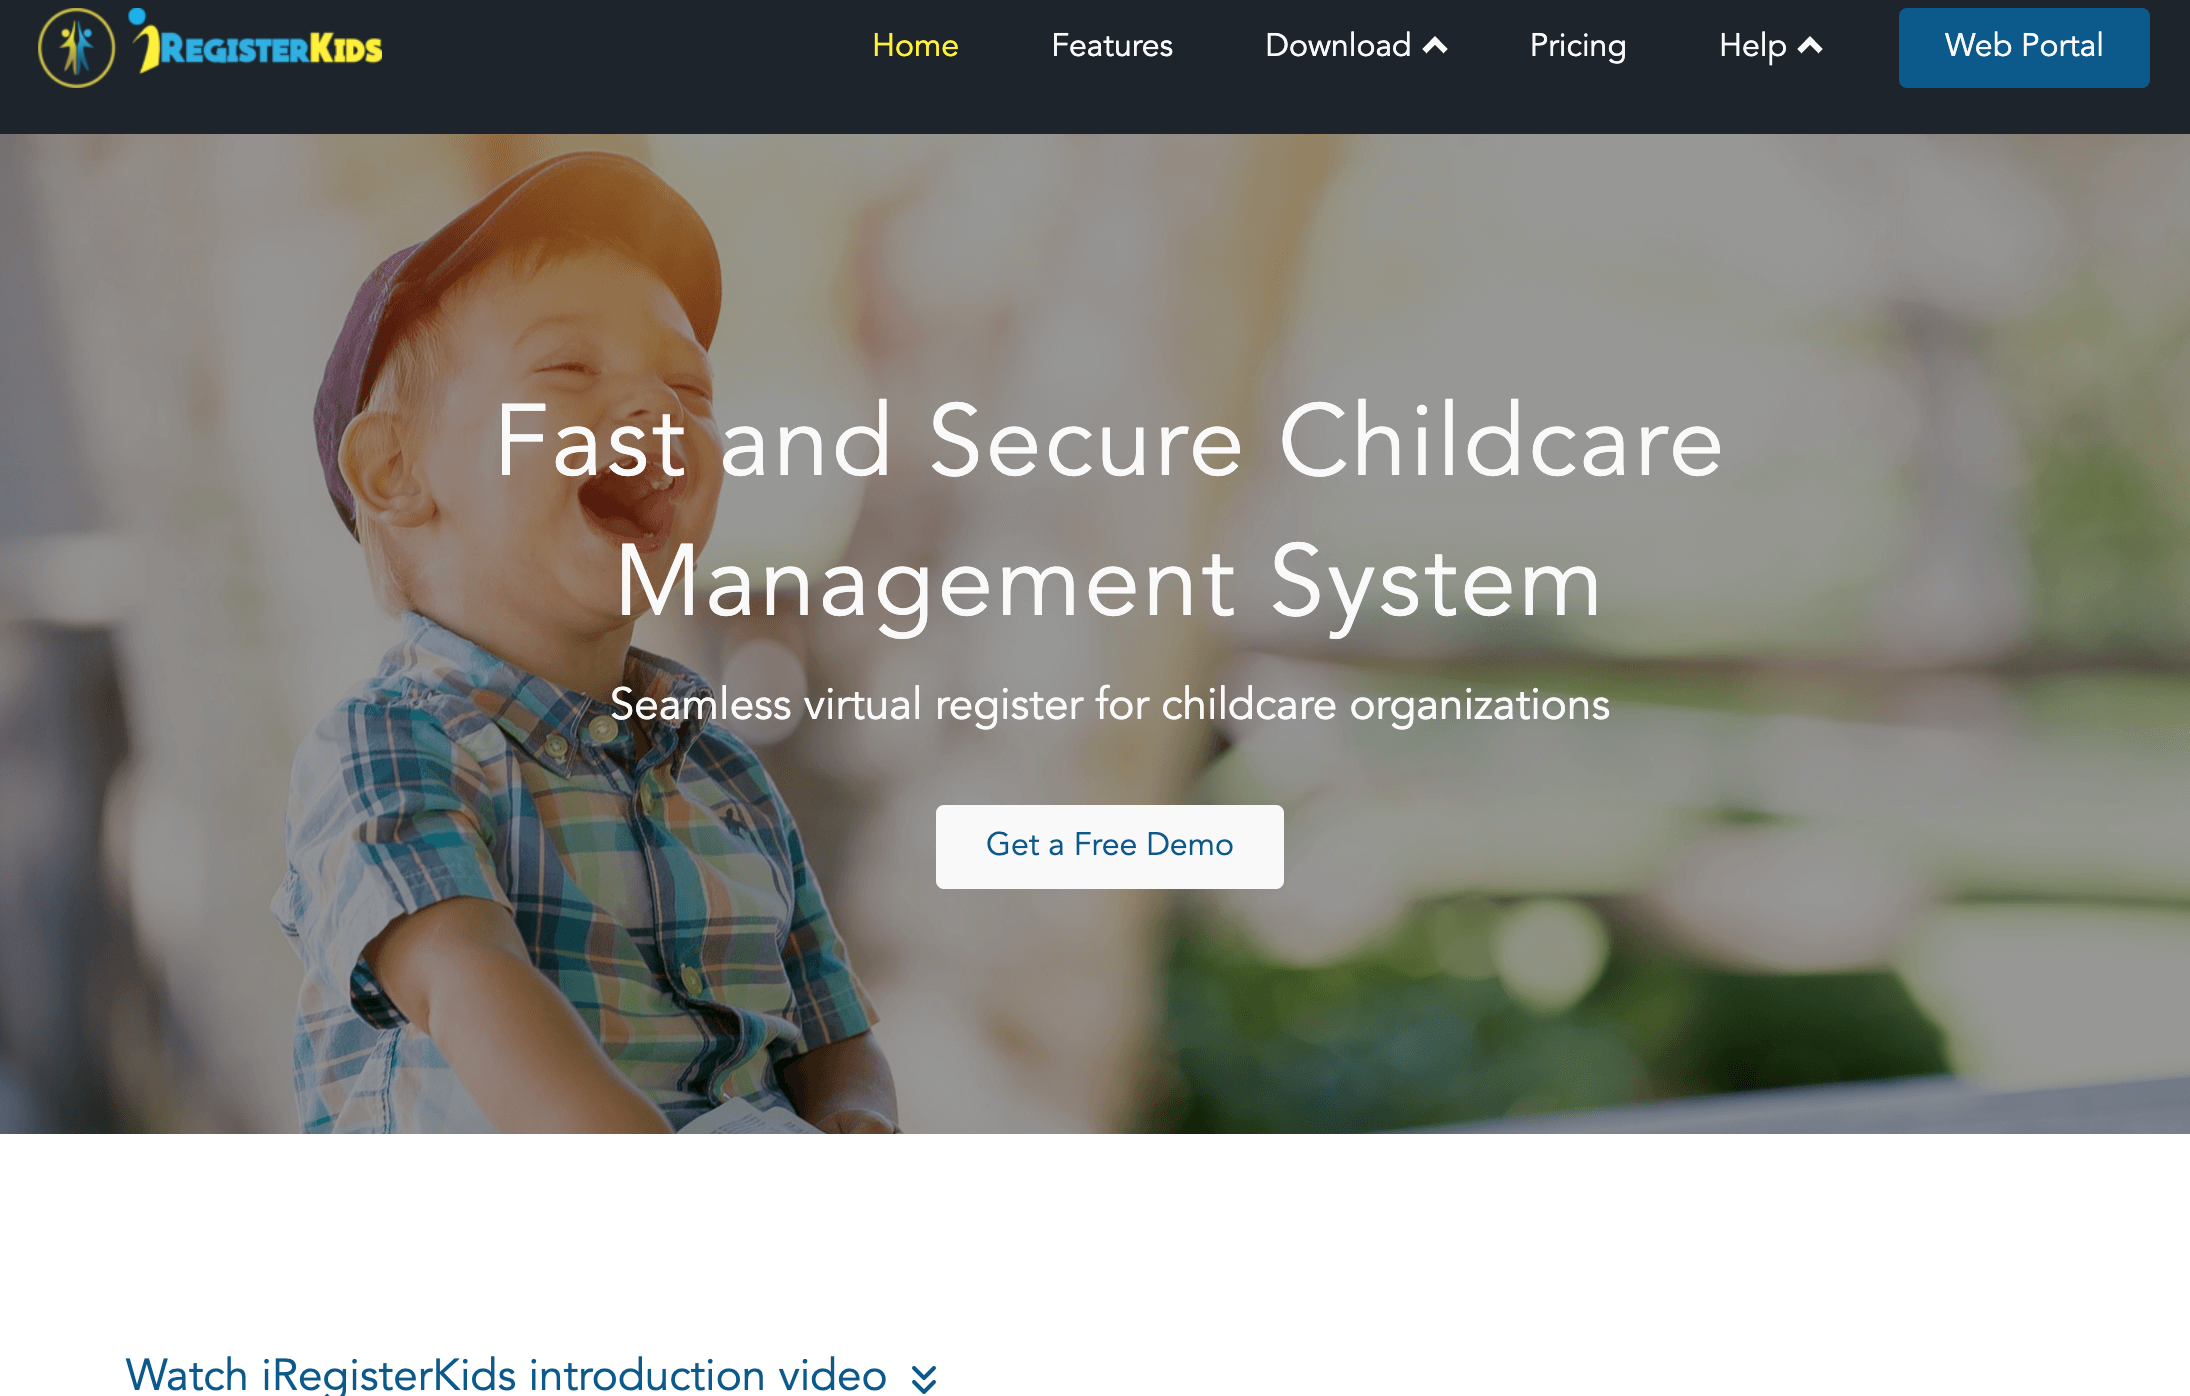 iRegisterKids
Home Features Download Pricing Help Web Portal
Fast and Secure Childcare
Management System
Seamless virtual register for childcare organizations
Get a Free Demo
Watch iRegisterKids introduction video